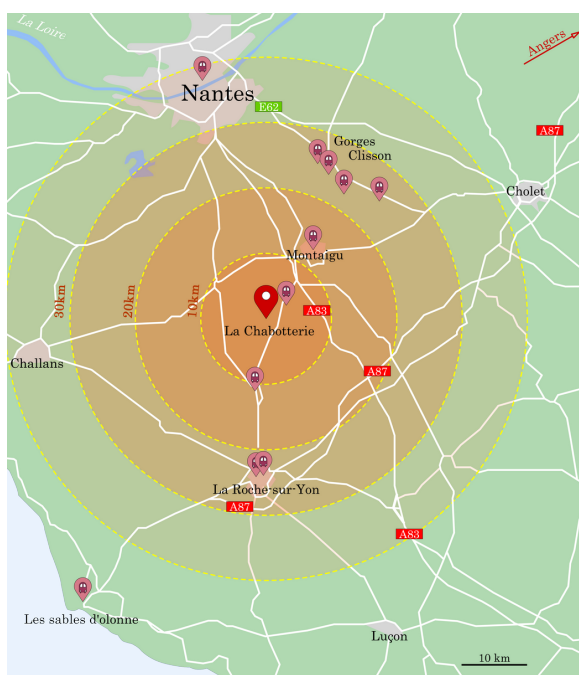 La Loire
Angers
Nantes
E62
A87
Gorges
Clisson
Cholet
Montaigu
30km
20km
10km
A83
La Chabotterie
Challans
A87
La Roche-sur-Yon
A87
A83
Les sables d'olonne
Luçon
10 km